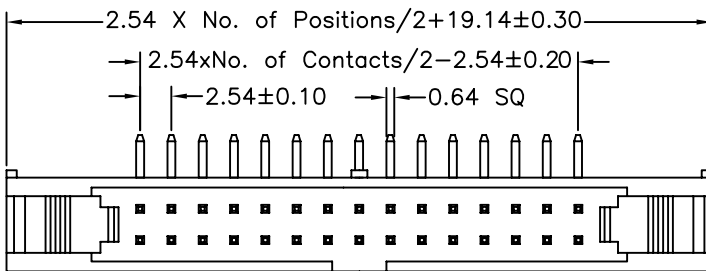 2.54 X No. of Positions/2+19.14±0.30
2.54xNo. of Contacts/2-2.54±0.20
2.54±0.10
0.64 SQ